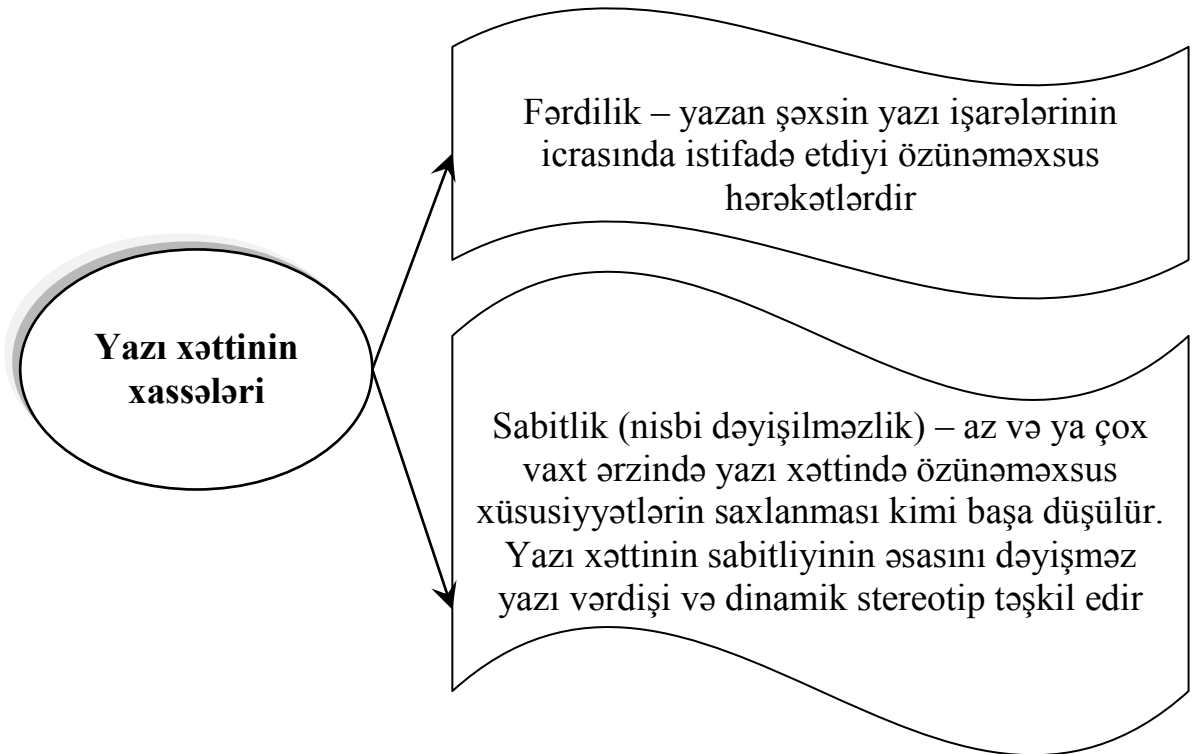 Fərdilik – yazan şəxsin yazı işarələrinin
icrasında istifadə etdiyi özünəməxsus
hərəkətlərdir
Yazı xəttinin
xassələri
Sabitlik (nisbi dəyişilməzlik) – az və ya çox
vaxt ərzində yazı xəttində özünəməxsus
xüsusiyyətlərin saxlanması kimi başa düşülür.
Yazı xəttinin sabitliyinin əsasını dəyişməz
yazı vərdişi və dinamik stereotip təşkil edir